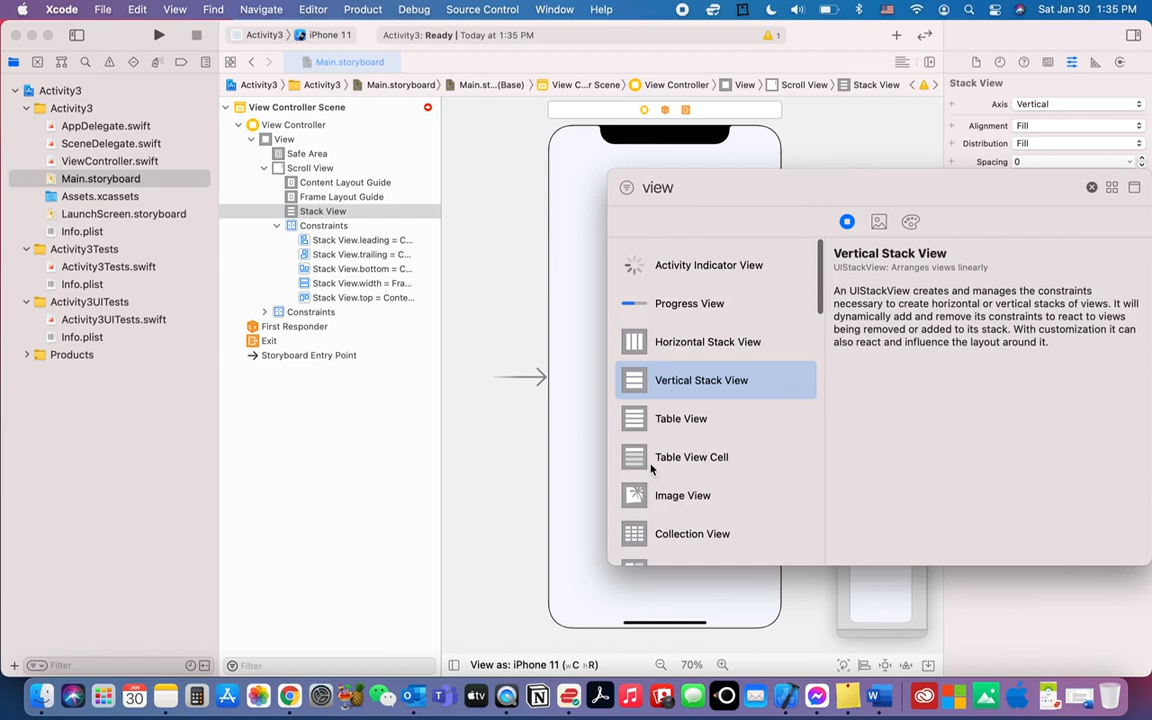 Xcode File Edit View Find Navigate Editor Product Debug Source Control Window Help Sat Jan 30 1:35 PM
Activity3 〉 iPhone 11 Activity3: Ready | Today at 1:35 PM 1
Main.storyboard
Activity3 〉 Activity3 〉 Main.storyboard 〉 Main.st...(Base) 〉 View C...r Scene 〉 View Controller 〉 View 〉 Scroll View 〉 Stack View
Activity3
Activity3
AppDelegate.swift
SceneDelegate.swift
ViewController.swift
Main.storyboard
Assets.xcassets
LaunchScreen.storyboard
Info.plist
Activity3Tests
Activity3Tests.swift
Info.plist
Activity3UITests
Activity3UITests.swift
Info.plist
Products
Filter
View Controller Scene
View Controller
View
Safe Area
Scroll View
Content Layout Guide
Frame Layout Guide
Stack View
Constraints
Stack View.leading = C...
Stack View.trailing = C...
Stack View.bottom = C...
Stack View.width = Fra...
Stack View.top = Conte...
Constraints
First Responder
Exit
Storyboard Entry Point
Filter
View as: iPhone 11 (wC hR) 70%
Stack View
Axis Vertical
Alignment Fill
Distribution Fill
Spacing 0
view
Activity Indicator View
Progress View
Horizontal Stack View
Vertical Stack View
Table View
Table View Cell
Image View
Collection View
Vertical Stack View
UIStackView: Arranges views linearly
An UIStackView creates and manages the constraints
necessary to create horizontal or vertical stacks of views. It will
dynamically add and remove its constraints to react to views
being removed or added to its stack. With customization it can
also react and influence the layout around it.
JAN
30